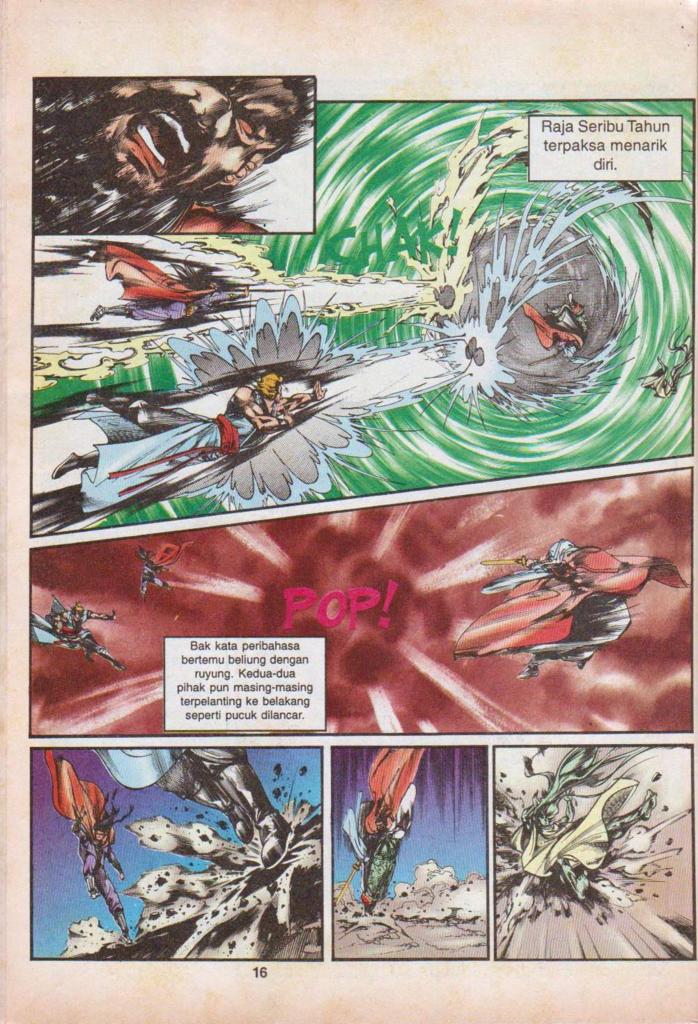 Raja Seribu Tahun
terpaksa menarik
diri.
CHAK!
POP!
Bak kata peribahasa
bertemu beliung dengan
ruyung. Kedua-dua
pihak pun masing-masing
terpelanting ke belakang
seperti pucuk dilancar.
16